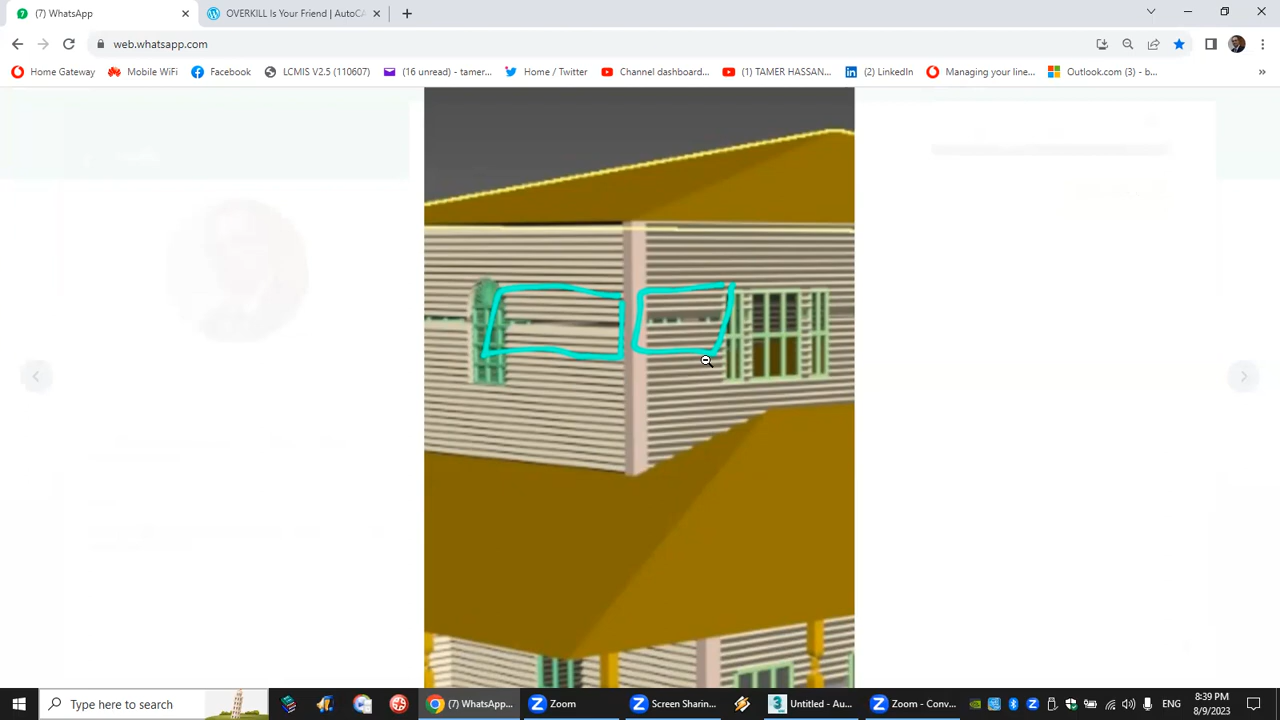 (7) WhatsApp
OVERKILL Is Your Friend | AutoCA
web.whatsapp.com
Home Gateway
Mobile WiFi
Facebook
LCMIS V2.5 (110307)
(16 unread) - tamer...
Home / Twitter
Channel dashboard...
(1) TAMER HASSAN...
(2) LinkedIn
Managing your line...
Outlook.com (3) - b...
Type here to search
(7) WhatsApp...
Zoom
Screen Sharin...
Untitled - Au...
Zoom - Conv...
ENG
8:39 PM
8/9/2023